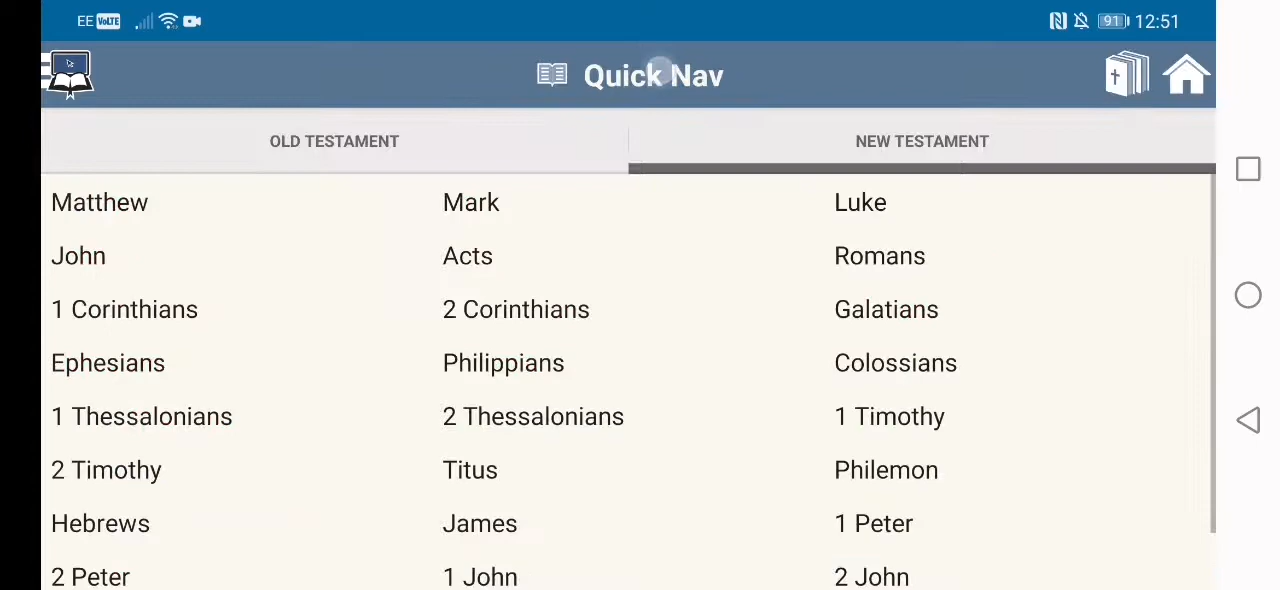 EE VoLTE 91 12:51
Quick Nav
OLD TESTAMENT NEW TESTAMENT
Matthew Mark Luke
John Acts Romans
1 Corinthians 2 Corinthians Galatians
Ephesians Philippians Colossians
1 Thessalonians 2 Thessalonians 1 Timothy
2 Timothy Titus Philemon
Hebrews James 1 Peter
2 Peter 1 John 2 John